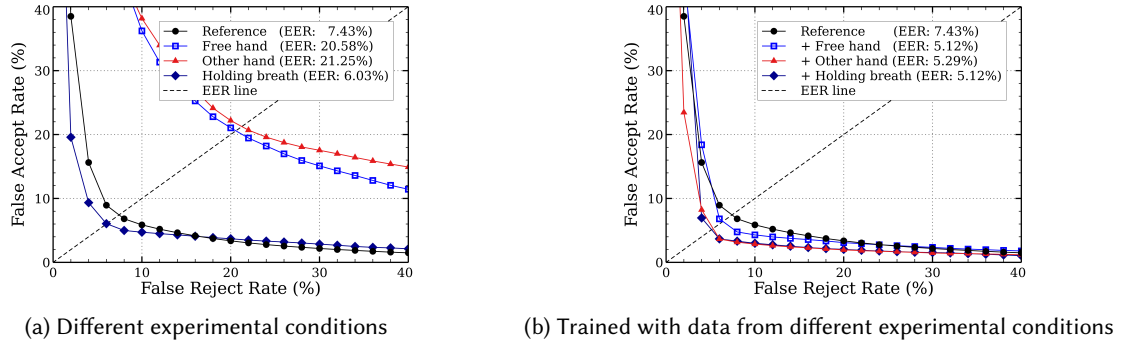 40
30
20
10
0
0
10
20
30
40
False Accept Rate (%)
False Reject Rate (%)
Reference (EER: 7.43%)
Free hand (EER: 20.58%)
Other hand (EER: 21.25%)
Holding breath (EER: 6.03%)
EER line
(a) Different experimental conditions
40
30
20
10
0
0
10
20
30
40
False Accept Rate (%)
False Reject Rate (%)
Reference (EER: 7.43%)
+ Free hand (EER: 5.12%)
+ Other hand (EER: 5.29%)
+ Holding breath (EER: 5.12%)
EER line
(b) Trained with data from different experimental conditions